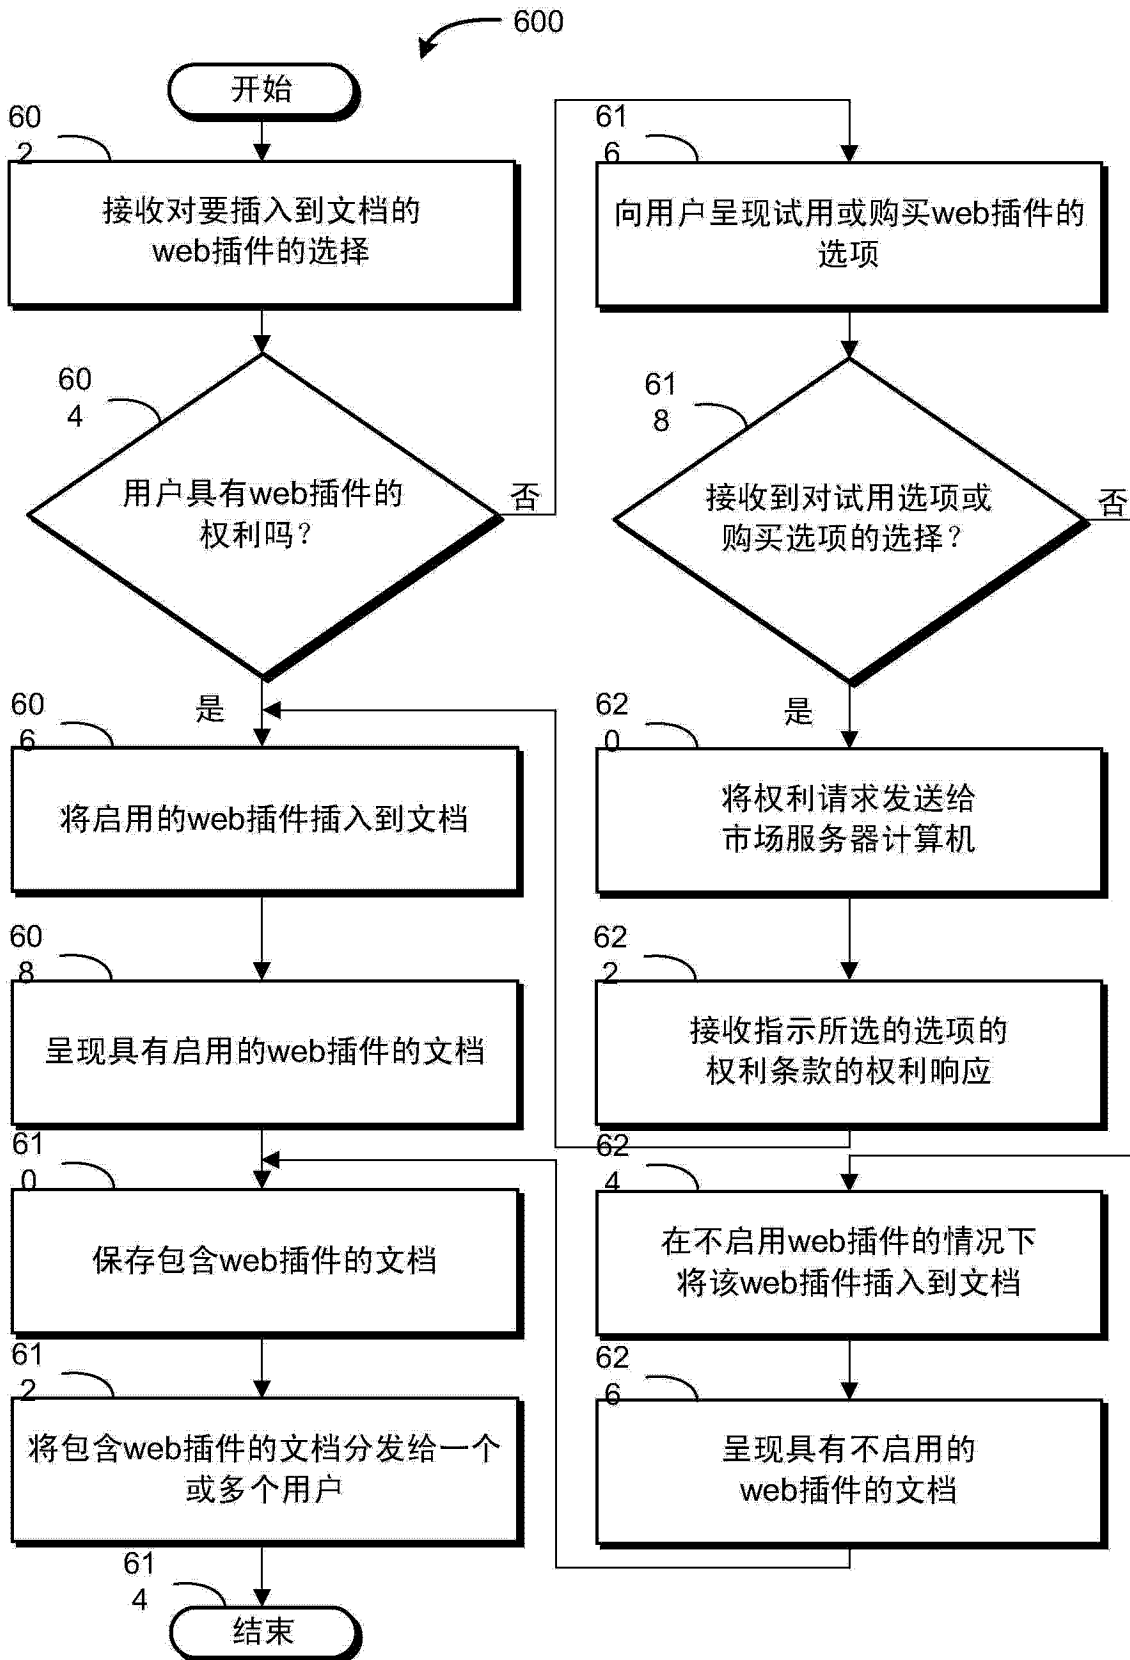 600
开始
60
2
接收对要插入到文档的
web插件的选择
60
4
用户具有web插件的
权利吗？
否
是
60
6
将启用的web插件插入到文档
60
8
呈现具有启用的web插件的文档
61
0
保存包含web插件的文档
61
2
将包含web插件的文档分发给一个
或多个用户
61
4
结束
61
6
向用户呈现试用或购买web插件的
选项
61
8
接收到对试用选项或
购买选项的选择？
否
是
62
0
将权利请求发送给
市场服务器计算机
62
2
接收指示所选的选项的
权利条款的权利响应
62
4
在不启用web插件的情况下
将该web插件插入到文档
62
6
呈现具有不启用的
web插件的文档